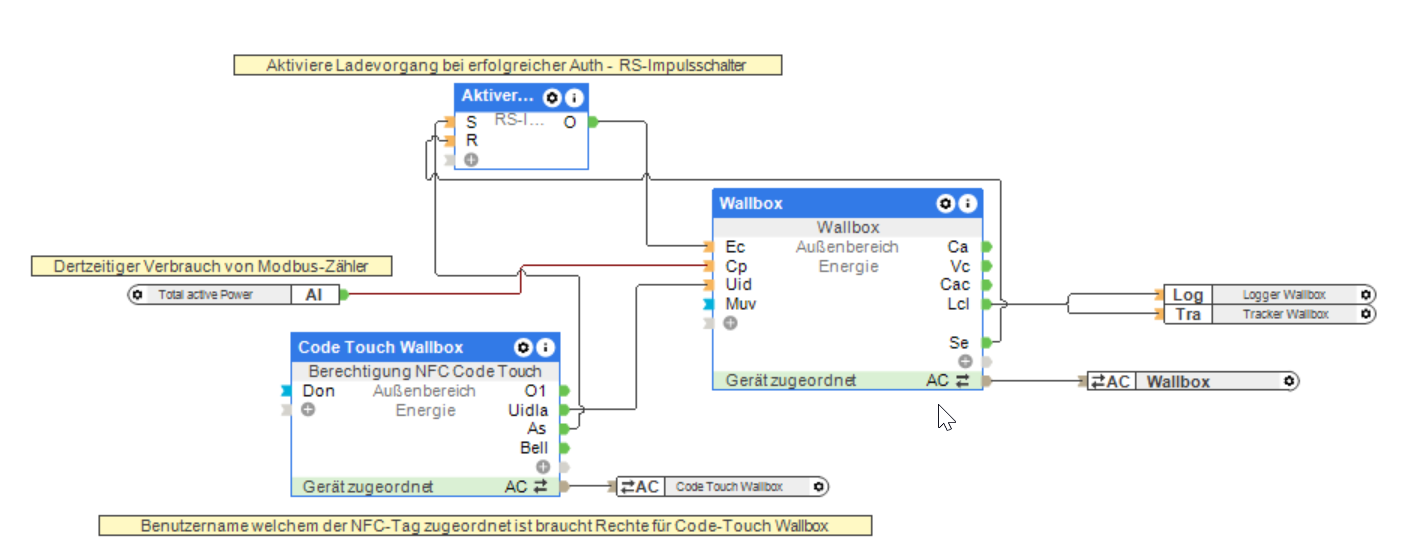 Aktiviere Ladevorgang bei erfolgreicher Auth - RS-Impulsschalter
Aktiver...
S RS-I... O
R
Wallbox
Wallbox
Ec Außenbereich Ca
Cp Energie Vc
Uid Cac
Muv Lcl
Se
Gerät zugeordnet AC
Dertzeitiger Verbrauch von Modbus-Zähler
Total active Power AI
Log Logger Wallbox
Tra Tracker Wallbox
AC Wallbox
Code Touch Wallbox
Berechtigung NFC Code Touch
Don Außenbereich O1
Energie Uidla
As
Bell
Gerät zugeordnet AC
AC Code Touch Wallbox
Benutzername welchem der NFC-Tag zugeordnet ist braucht Rechte für Code-Touch Wallbox